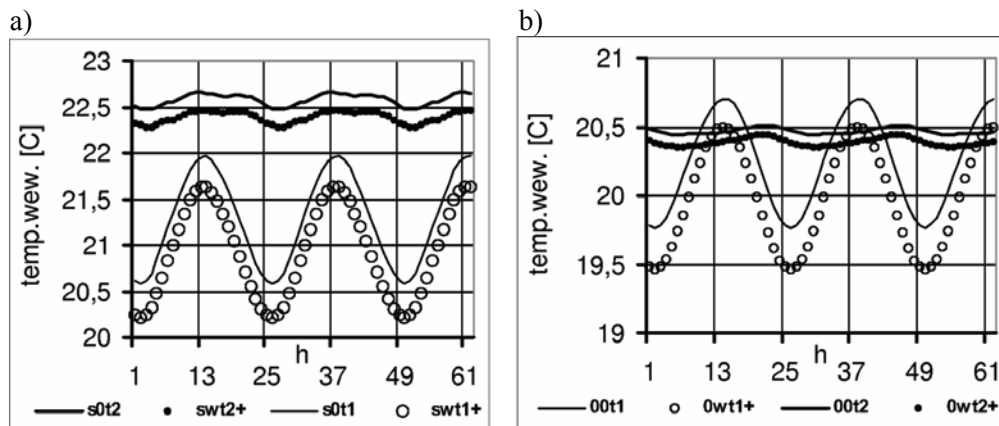 a)
23
22,5
22
21,5
21
20,5
20
temp.wew. [C]
h
1 13 25 37 49 61
s0t2 swt2+ s0t1 swt1+
b)
21
20,5
20
19,5
19
temp.wew. [C]
h
1 13 25 37 49 61
00t1 0wt1+ 00t2 0wt2+